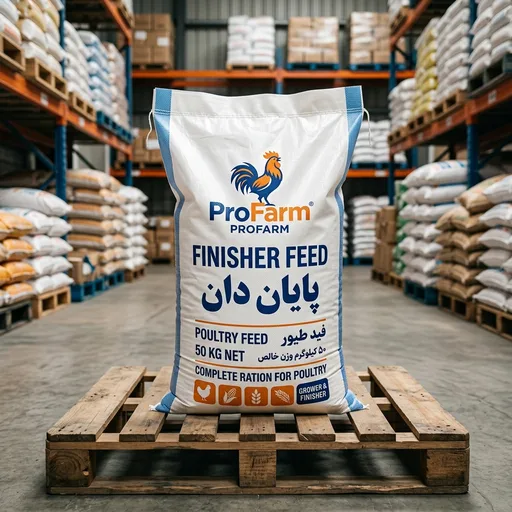 ProFarm®
PROFARM
FINISHER FEED
پایان دان
POULTRY FEED
فید طیور
50 KG NET
۵۰ کیلوگرم وزن خالص
COMPLETE RATION FOR POULTRY
GROWER &
FINISHER